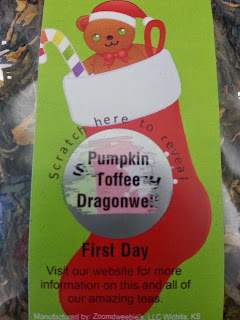 Scratch here to reveal
Pumpkin
Toffee
Dragonwell
First Day
Visit our website for more
information on this and all of
our amazing teas.
Manufactured by: Zoomdweebie's, LLC Wichita, KS